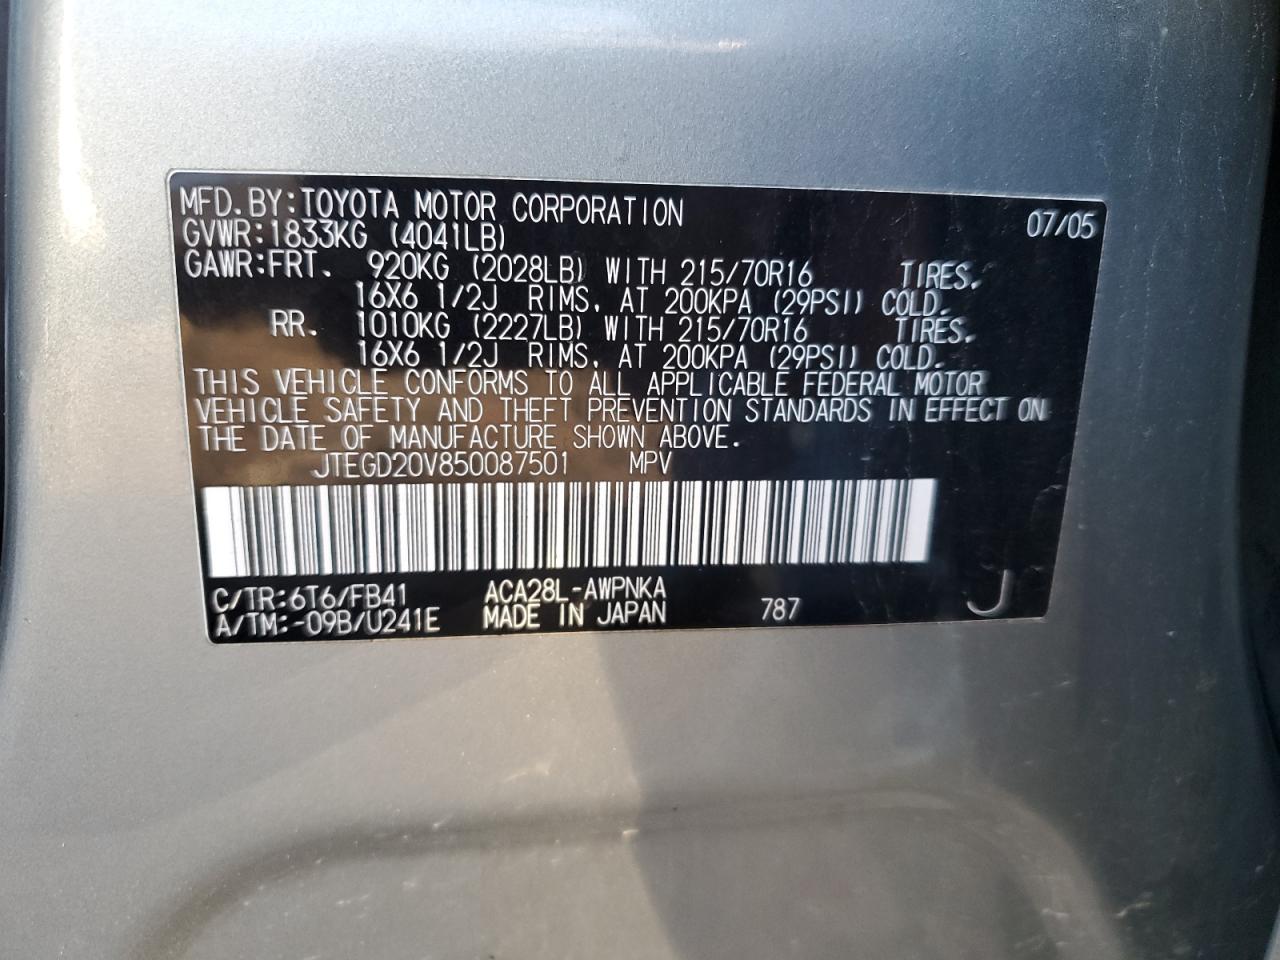 MFD. BY: TOYOTA MOTOR CORPORATION 07/05
GVWR: 1833KG (4041LB)
GAWR: FRT. 920KG (2028LB) WITH 215/70R16 TIRES.
16X6 1/2J RIMS, AT 200KPA (29PSI) COLD.
RR. 1010KG (2227LB) WITH 215/70R16 TIRES.
16X6 1/2J RIMS, AT 200KPA (29PSI) COLD.
THIS VEHICLE CONFORMS TO ALL APPLICABLE FEDERAL MOTOR
VEHICLE SAFETY AND THEFT PREVENTION STANDARDS IN EFFECT ON
THE DATE OF MANUFACTURE SHOWN ABOVE.
JTEGD20V850087501 MPV
C/TR: 6T6/FB41 ACA28L-AWPNKA
A/TM: -09B/U241E MADE IN JAPAN 787 J